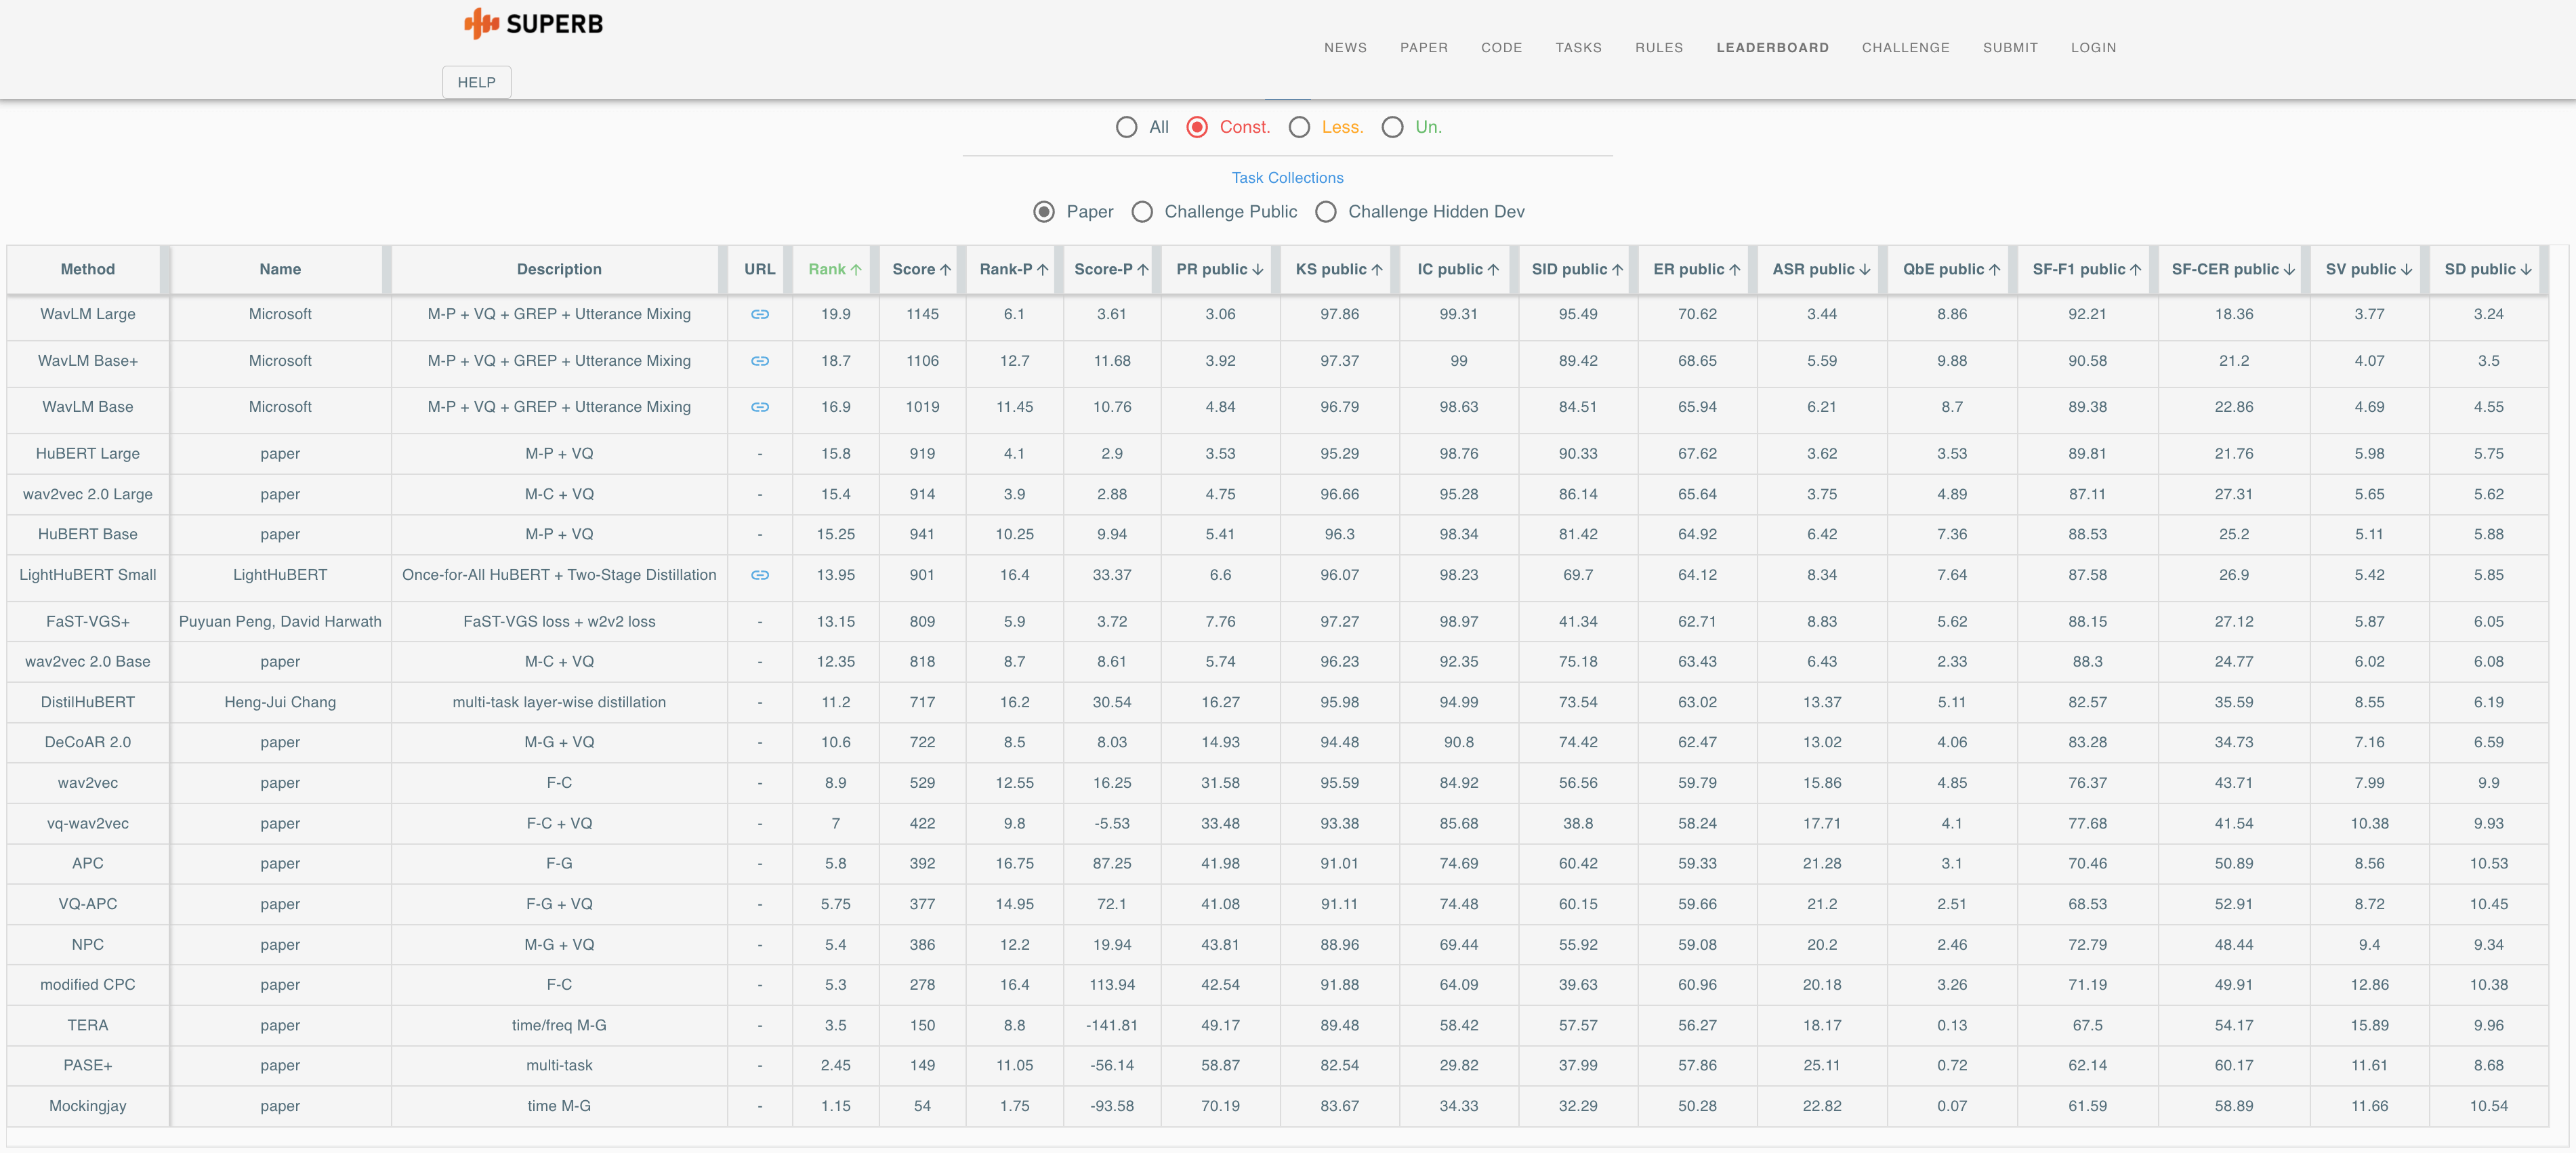 SUPERB
NEWS PAPER CODE TASKS RULES LEADERBOARD CHALLENGE SUBMIT LOGIN
HELP
All Const. Less. Un.
Task Collections
Paper Challenge Public Challenge Hidden Dev
Method Name Description URL Rank ↑ Score ↑ Rank-P ↑ Score-P ↑ PR public ↓ KS public ↑ IC public ↑ SID public ↑ ER public ↑ ASR public ↓ QbE public ↑ SF-F1 public ↑ SF-CER public ↓ SV public ↓ SD public ↓
WavLM Large Microsoft M-P + VQ + GREP + Utterance Mixing 19.9 1145 6.1 3.61 3.06 97.86 99.31 95.49 70.62 3.44 8.86 92.21 18.36 3.77 3.24
WavLM Base+ Microsoft M-P + VQ + GREP + Utterance Mixing 18.7 1106 12.7 11.68 3.92 97.37 99 89.42 68.65 5.59 9.88 90.58 21.2 4.07 3.5
WavLM Base Microsoft M-P + VQ + GREP + Utterance Mixing 16.9 1019 11.45 10.76 4.84 96.79 98.63 84.51 65.94 6.21 8.7 89.38 22.86 4.69 4.55
HuBERT Large paper M-P + VQ - 15.8 919 4.1 2.9 3.53 95.29 98.76 90.33 67.62 3.62 3.53 89.81 21.76 5.98 5.75
wav2vec 2.0 Large paper M-C + VQ - 15.4 914 3.9 2.88 4.75 96.66 95.28 86.14 65.64 3.75 4.89 87.11 27.31 5.65 5.62
HuBERT Base paper M-P + VQ - 15.25 941 10.25 9.94 5.41 96.3 98.34 81.42 64.92 6.42 7.36 88.53 25.2 5.11 5.88
LightHuBERT Small LightHuBERT Once-for-All HuBERT + Two-Stage Distillation 13.95 901 16.4 33.37 6.6 96.07 98.23 69.7 64.12 8.34 7.64 87.58 26.9 5.42 5.85
FaST-VGS+ Puyuan Peng, David Harwath FaST-VGS loss + w2v2 loss - 13.15 809 5.9 3.72 7.76 97.27 98.97 41.34 62.71 8.83 5.62 88.15 27.12 5.87 6.05
wav2vec 2.0 Base paper M-C + VQ - 12.35 818 8.7 8.61 5.74 96.23 92.35 75.18 63.43 6.43 2.33 88.3 24.77 6.02 6.08
DistilHuBERT Heng-Jui Chang multi-task layer-wise distillation - 11.2 717 16.2 30.54 16.27 95.98 94.99 73.54 63.02 13.37 5.11 82.57 35.59 8.55 6.19
DeCoAR 2.0 paper M-G + VQ - 10.6 722 8.5 8.03 14.93 94.48 90.8 74.42 62.47 13.02 4.06 83.28 34.73 7.16 6.59
wav2vec paper F-C - 8.9 529 12.55 16.25 31.58 95.59 84.92 56.56 59.79 15.86 4.85 76.37 43.71 7.99 9.9
vq-wav2vec paper F-C + VQ - 7 422 9.8 -5.53 33.48 93.38 85.68 38.8 58.24 17.71 4.1 77.68 41.54 10.38 9.93
APC paper F-G - 5.8 392 16.75 87.25 41.98 91.01 74.69 60.42 59.33 21.28 3.1 70.46 50.89 8.56 10.53
VQ-APC paper F-G + VQ - 5.75 377 14.95 72.1 41.08 91.11 74.48 60.15 59.66 21.2 2.51 68.53 52.91 8.72 10.45
NPC paper M-G + VQ - 5.4 386 12.2 19.94 43.81 88.96 69.44 55.92 59.08 20.2 2.46 72.79 48.44 9.4 9.34
modified CPC paper F-C - 5.3 278 16.4 113.94 42.54 91.88 64.09 39.63 60.96 20.18 3.26 71.19 49.91 12.86 10.38
TERA paper time/freq M-G - 3.5 150 8.8 -141.81 49.17 89.48 58.42 57.57 56.27 18.17 0.13 67.5 54.17 15.89 9.96
PASE+ paper multi-task - 2.45 149 11.05 -56.14 58.87 82.54 29.82 37.99 57.86 25.11 0.72 62.14 60.17 11.61 8.68
Mockingjay paper time M-G - 1.15 54 1.75 -93.58 70.19 83.67 34.33 32.29 50.28 22.82 0.07 61.59 58.89 11.66 10.54